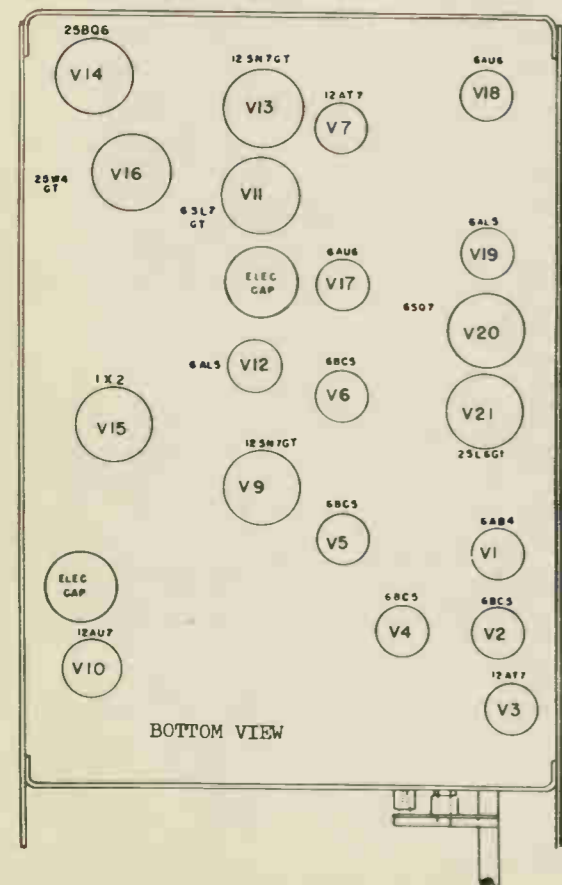 25BQ6
V14
12SN7GT
V13
12AT7
V7
6AU6
V18
25W4
GT
V16
6SL7
GT
V11
ELEC
CAP
6AU6
V17
6AL5
V19
6SQ7
V20
6AL5
V12
6BC5
V6
V21
25L6GT
1X2
V15
12SN7GT
V9
6BC5
V5
6AB4
V1
ELEC
CAP
6BC5
V4
6BC5
V2
12AU7
V10
12AT7
V3
BOTTOM VIEW